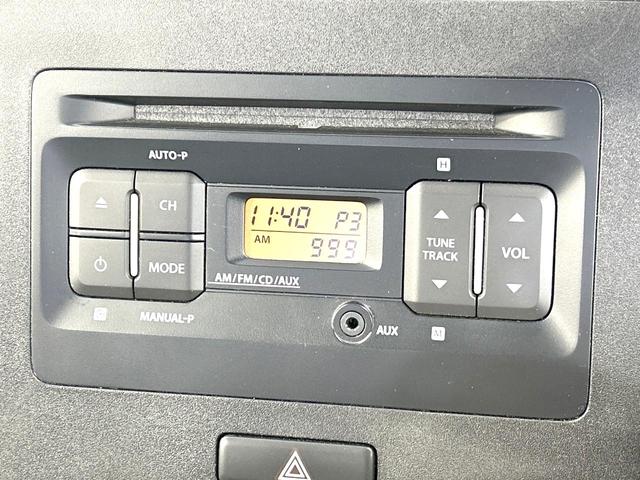 AUTO-P
H
CH
MODE
11:40 P3
AM 999
AM/FM/CD/AUX
TUNE
TRACK
VOL
MANUAL-P
AUX
M